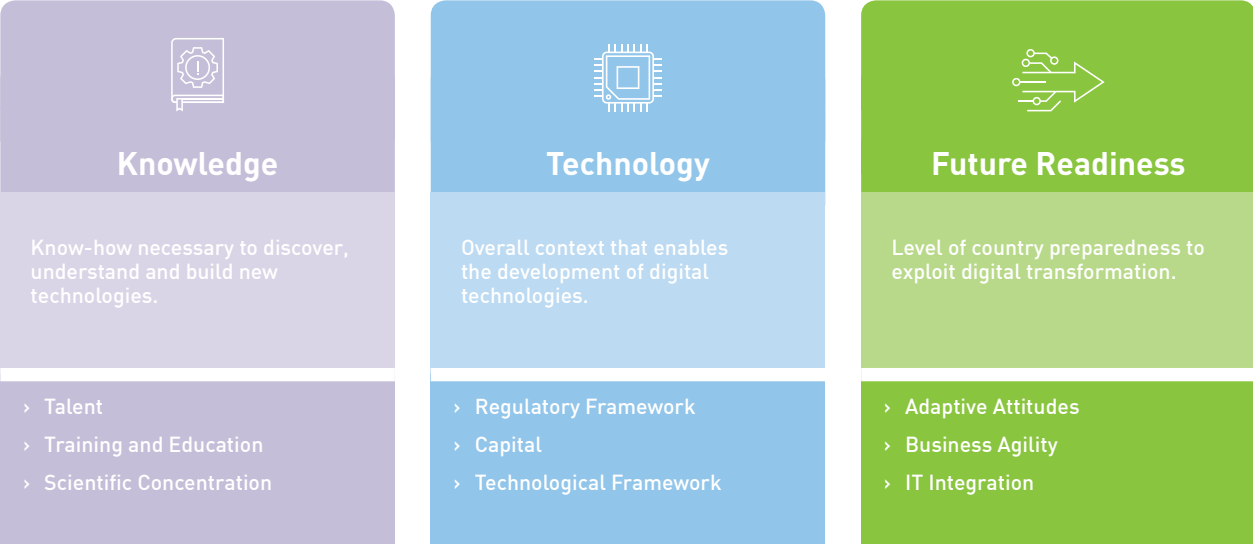 Knowledge
Know-how necessary to discover,
understand and build new
technologies.
› Talent
› Training and Education
› Scientific Concentration
Technology
Overall context that enables
the development of digital
technologies.
› Regulatory Framework
› Capital
› Technological Framework
Future Readiness
Level of country preparedness to
exploit digital transformation.
› Adaptive Attitudes
› Business Agility
› IT Integration